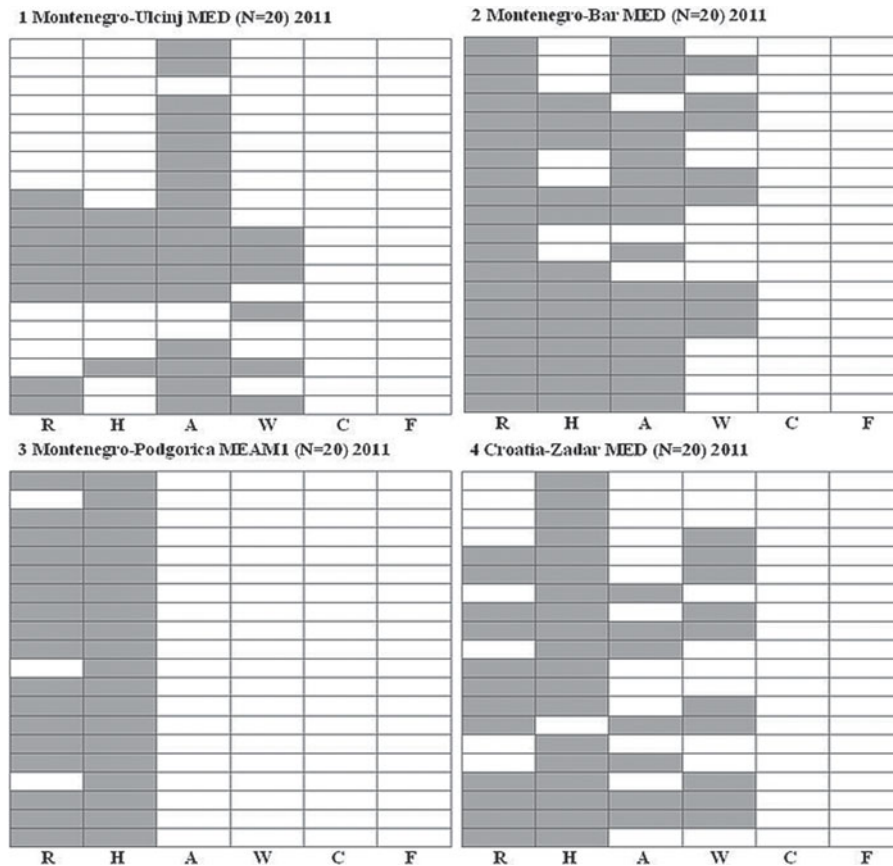 1 Montenegro-Ulcinj MED (N=20) 2011
R H A W C F
2 Montenegro-Bar MED (N=20) 2011
R H A W C F
3 Montenegro-Podgorica MEAM1 (N=20) 2011
R H A W C F
4 Croatia-Zadar MED (N=20) 2011
R H A W C F